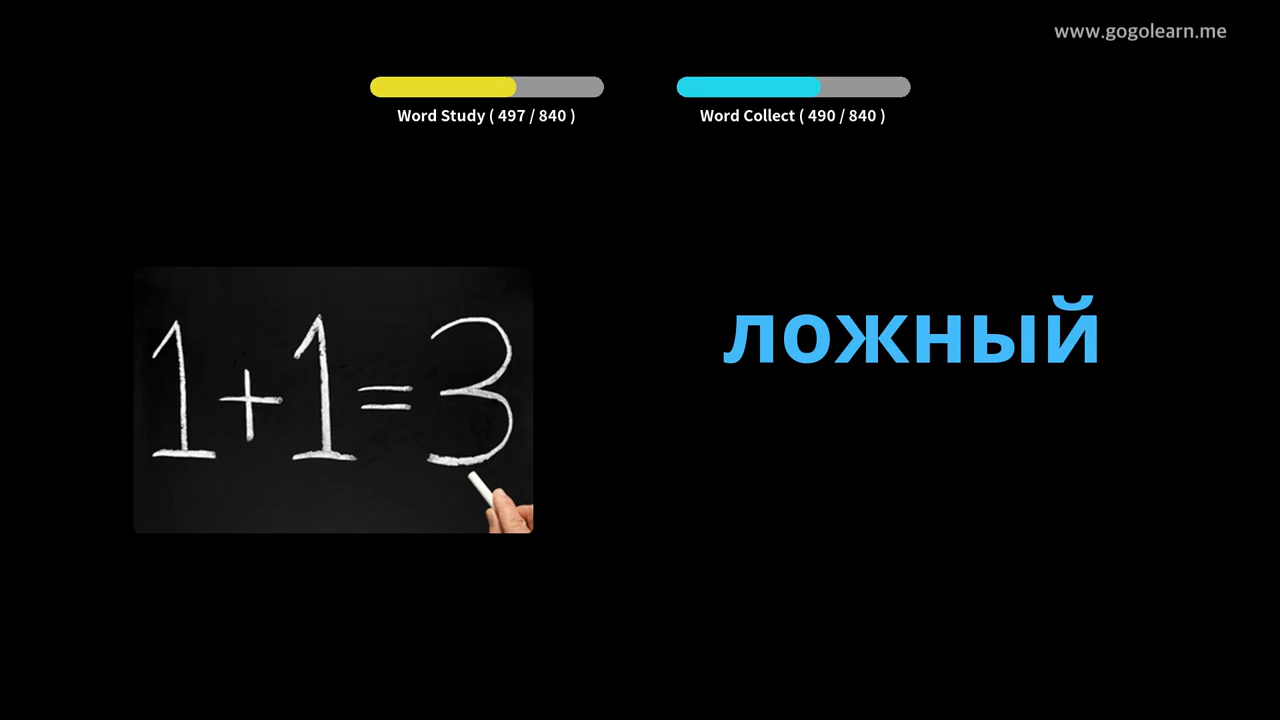 www.gogolearn.me
Word Study ( 497 / 840 )
Word Collect ( 490 / 840 )
1+1=3
ложный